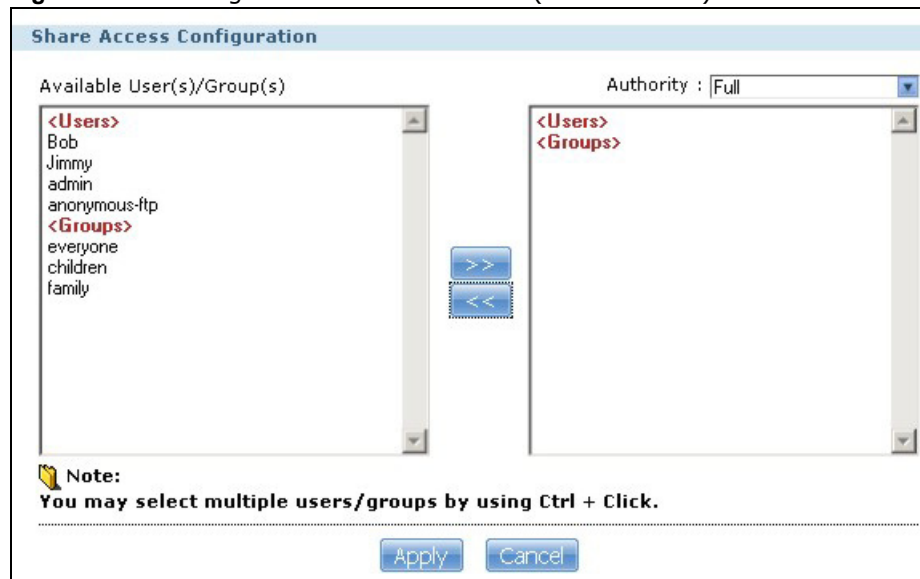 Share Access Configuration
Available User(s)/Group(s)
Authority : Full
<Users>
Bob
Jimmy
admin
anonymous-ftp
<Groups>
everyone
children
family
>>
<<
<Users>
<Groups>
Note:
You may select multiple users/groups by using Ctrl + Click.
Apply Cancel